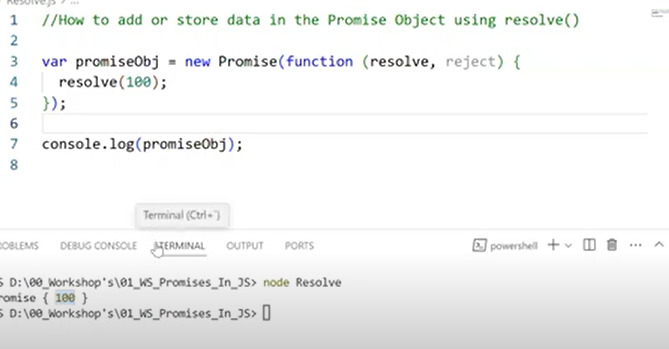 Resolve.js > ...
1 //How to add or store data in the Promise Object using resolve()
2
3 var promiseObj = new Promise(function (resolve, reject) {
4 resolve(100);
5 });
6
7 console.log(promiseObj);
8
Terminal (Ctrl+`)
OBLEMS DEBUG CONSOLE TERMINAL OUTPUT PORTS powershell
S D:\00_Workshop's\01_WS_Promises_In_JS> node Resolve
omise { 100 }
S D:\00_Workshop's\01_WS_Promises_In_JS>